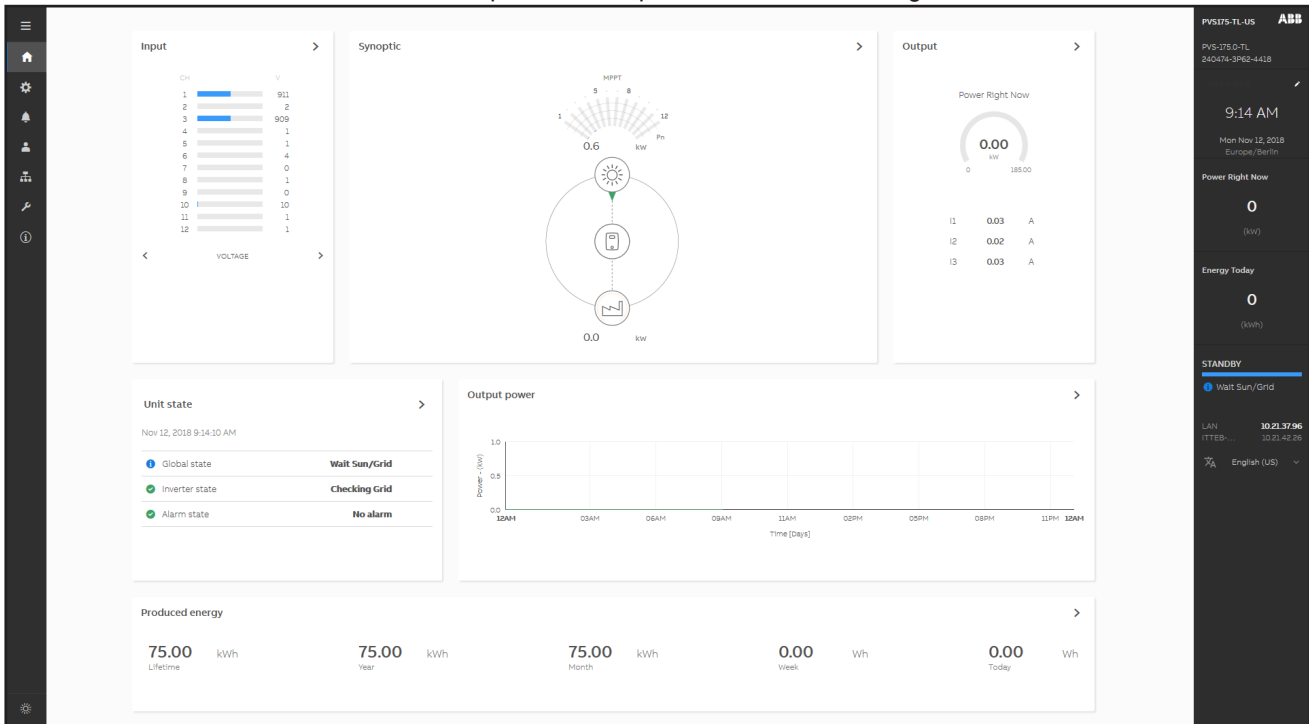 Input
CH V
1 911
2 2
3 909
4 1
5 1
6 4
7 0
8 1
9 0
10 10
11 1
12 1
VOLTAGE
Synoptic
MPPT
5 8
1 12
Pn
0.6 kW
0.0 kW
Output
Power Right Now
0.00
kW
0 185.00
I1 0.03 A
I2 0.02 A
I3 0.03 A
Unit state
Nov 12, 2018 9:14:10 AM
Global state Wait Sun/Grid
Inverter state Checking Grid
Alarm state No alarm
Output power
Power - (kW)
1.0
0.5
0.0
12AM 03AM 06AM 09AM 11AM 02PM 05PM 08PM 11PM 12AM
Time [Days]
Produced energy
75.00 kWh
Lifetime
75.00 kWh
Year
75.00 kWh
Month
0.00 Wh
Week
0.00 Wh
Today
PVS175-TL-US ABB
PVS-175.0-TL
240474-3P62-4418
9:14 AM
Mon Nov 12, 2018
Europe/Berlin
Power Right Now
0
(kW)
Energy Today
0
(kWh)
STANDBY
Wait Sun/Grid
LAN 10.21.37.96
ITTEB-... 10.21.42.26
English (US)